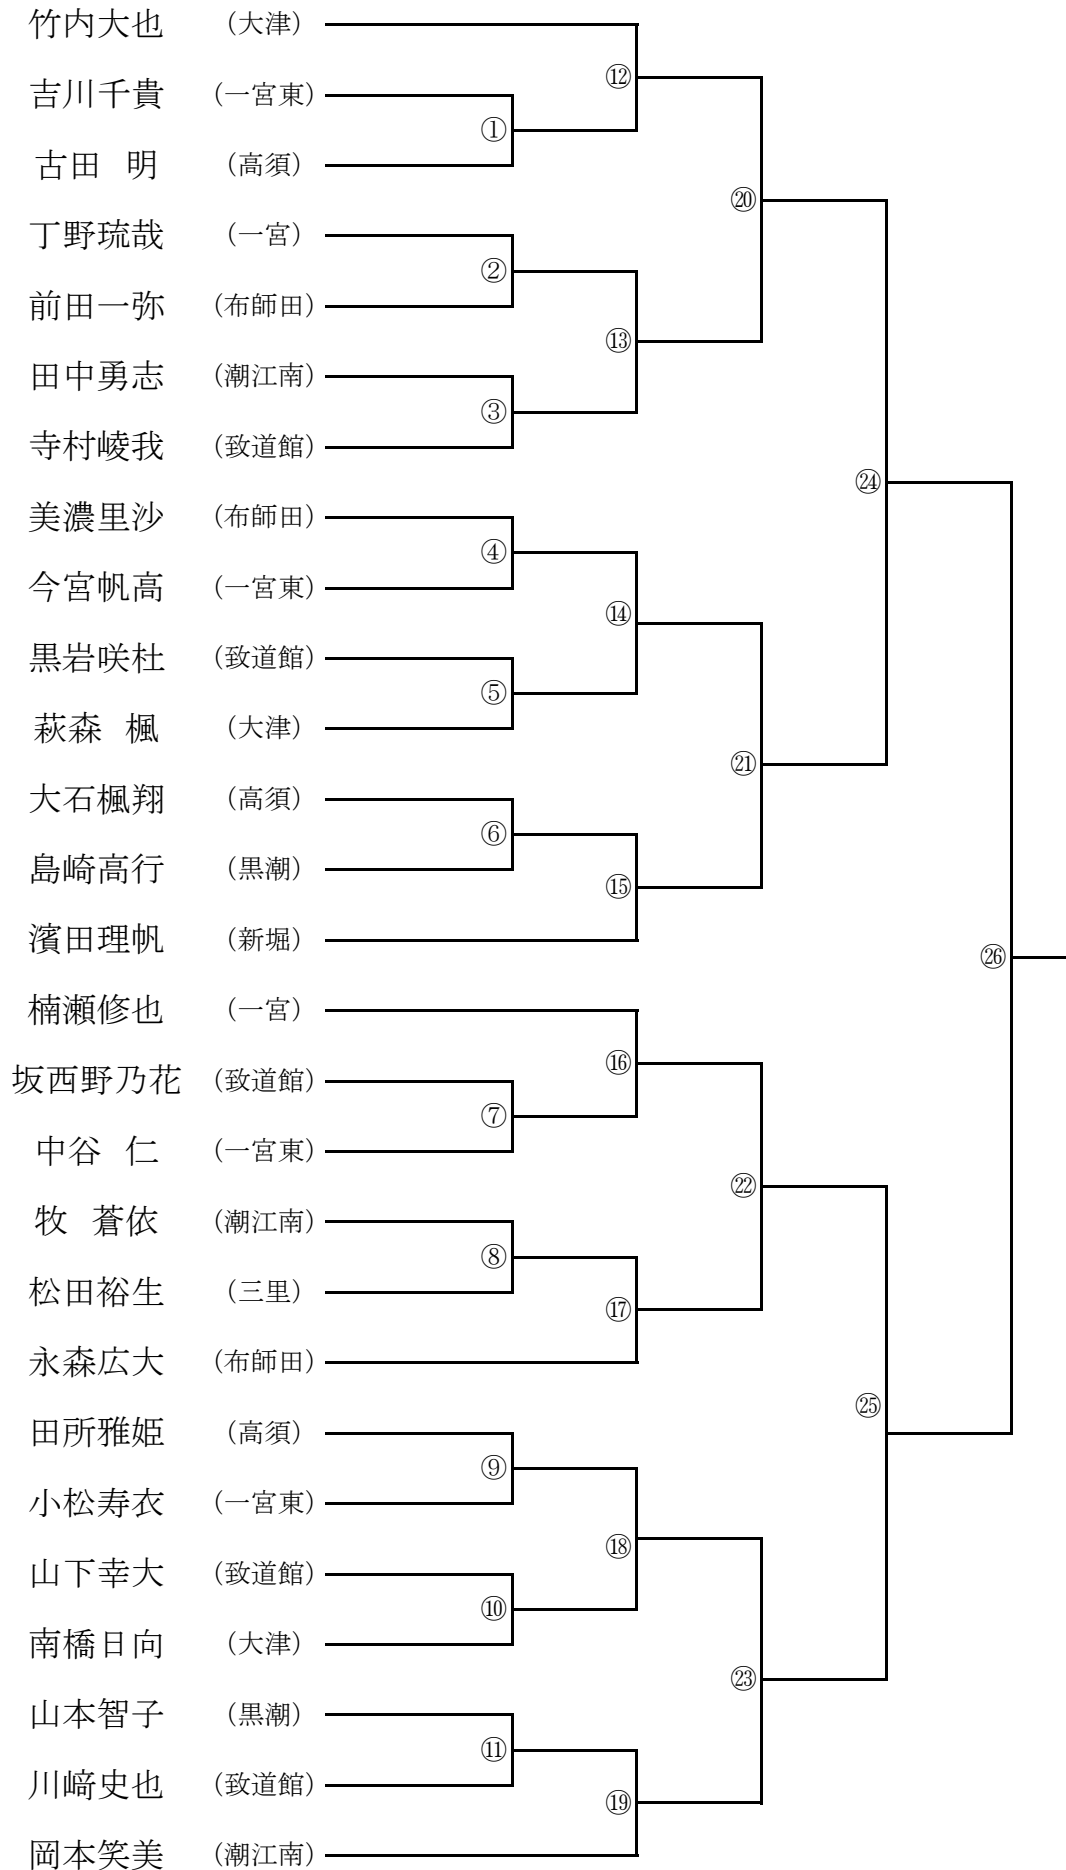 竹内大也 （大津）
⑫
吉川千貴 （一宮東）
①
古田 明 （高須）
⑳
丁野琉哉 （一宮）
②
前田一弥 （布師田）
⑬
田中勇志 （潮江南）
③
寺村崚我 （致道館）
㉔
美濃里沙 （布師田）
④
今宮帆高 （一宮東）
⑭
黒岩咲杜 （致道館）
⑤
萩森 楓 （大津）
㉑
大石楓翔 （高須）
⑥
島崎高行 （黒潮）
⑮
濱田理帆 （新堀）
㉖
楠瀬修也 （一宮）
⑯
坂西野乃花 （致道館）
⑦
中谷 仁 （一宮東）
㉒
牧 蒼依 （潮江南）
⑧
松田裕生 （三里）
⑰
永森広大 （布師田）
㉕
田所雅姫 （高須）
⑨
小松寿衣 （一宮東）
⑱
山下幸大 （致道館）
⑩
南橋日向 （大津）
㉓
山本智子 （黒潮）
⑪
川﨑史也 （致道館）
⑲
岡本笑美 （潮江南）